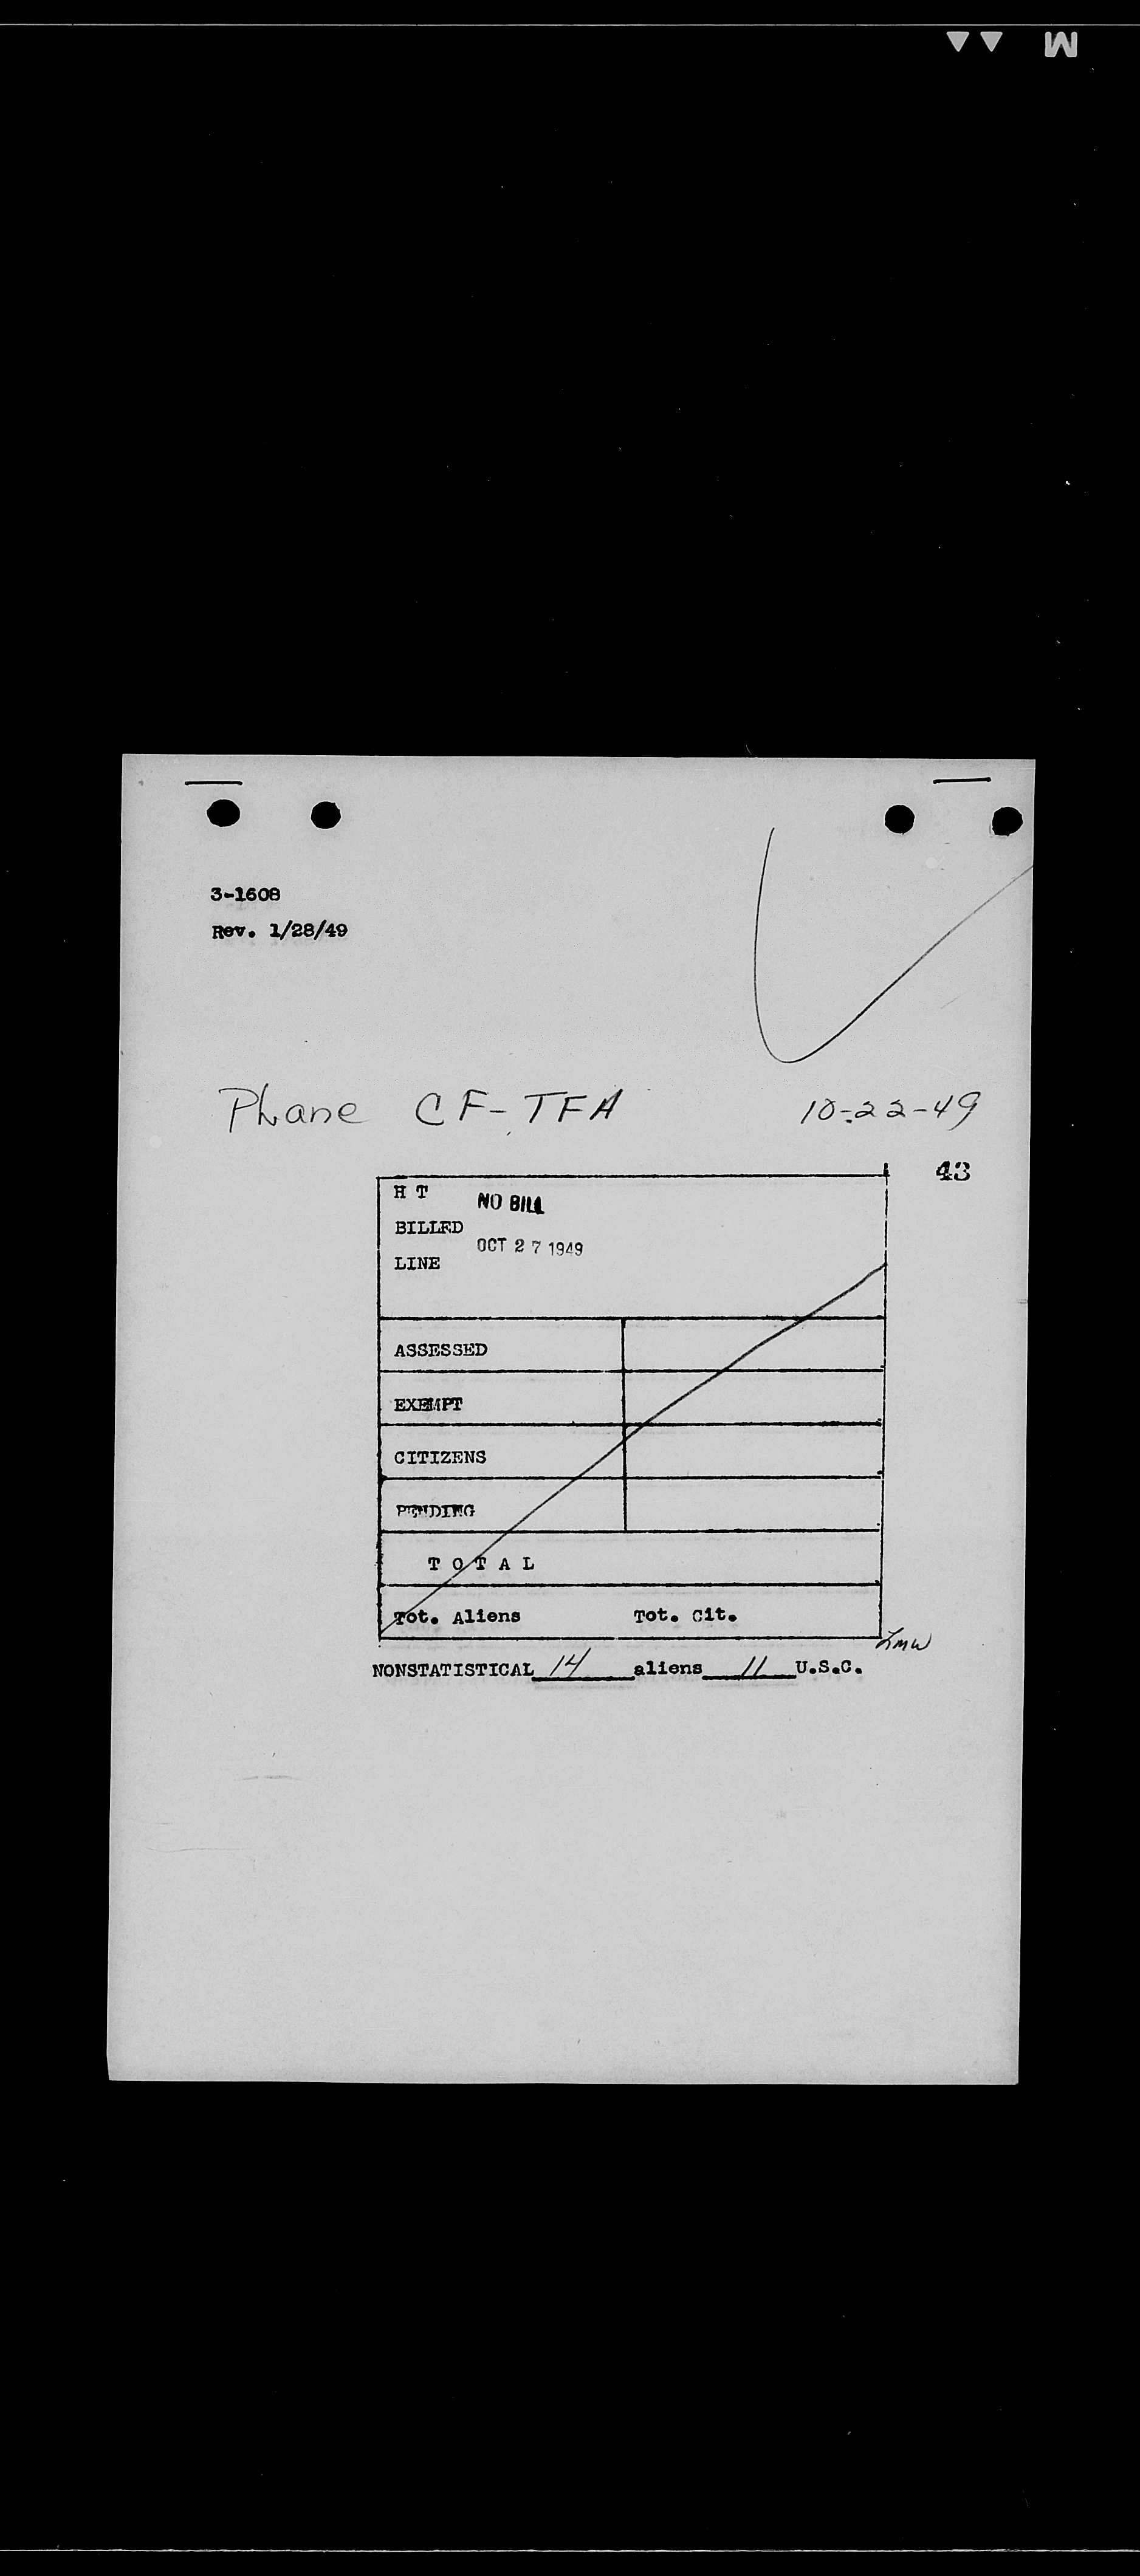 3-1608
Rev. 1/28/49
Phane CF-TFA 10-22-49
43
H T
NO BILL
BILLED
OCT 27 1949
LINE
ASSESSED
EXEMPT
CITIZENS
PENDING
T O T A L
Tot. Aliens Tot. Cit.
NONSTATISTICAL 14 aliens 11 U.S.C.